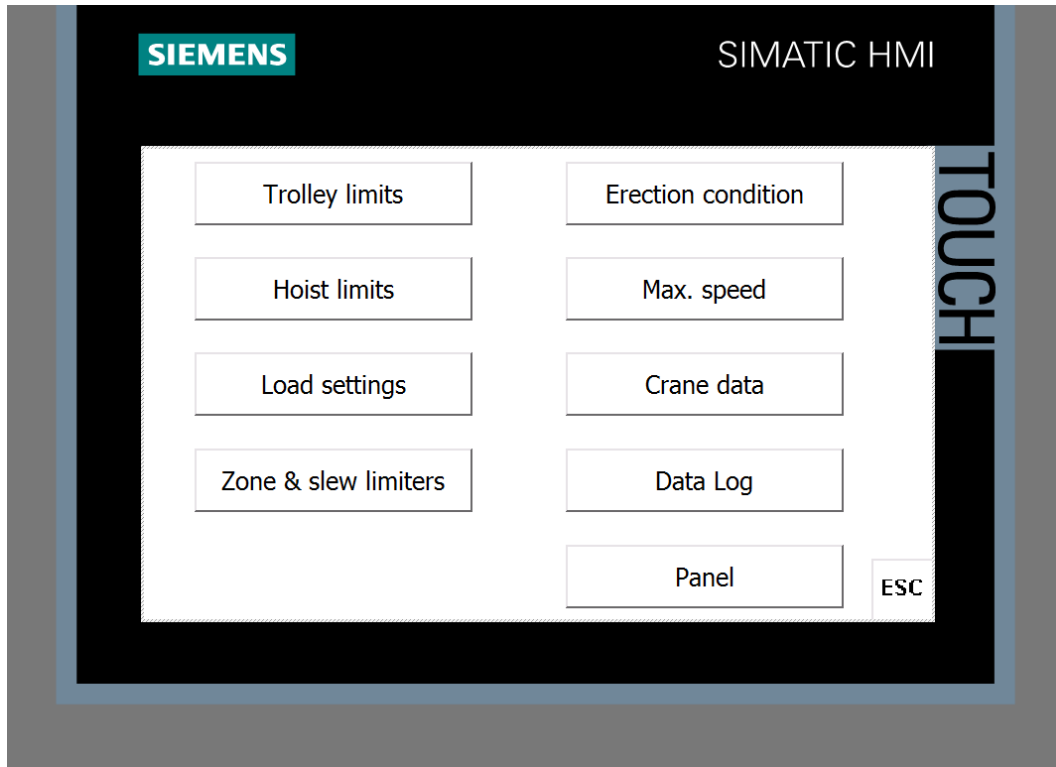 SIEMENS
SIMATIC HMI
TOUCH
Trolley limits
Erection condition
Hoist limits
Max. speed
Load settings
Crane data
Zone & slew limiters
Data Log
Panel
ESC